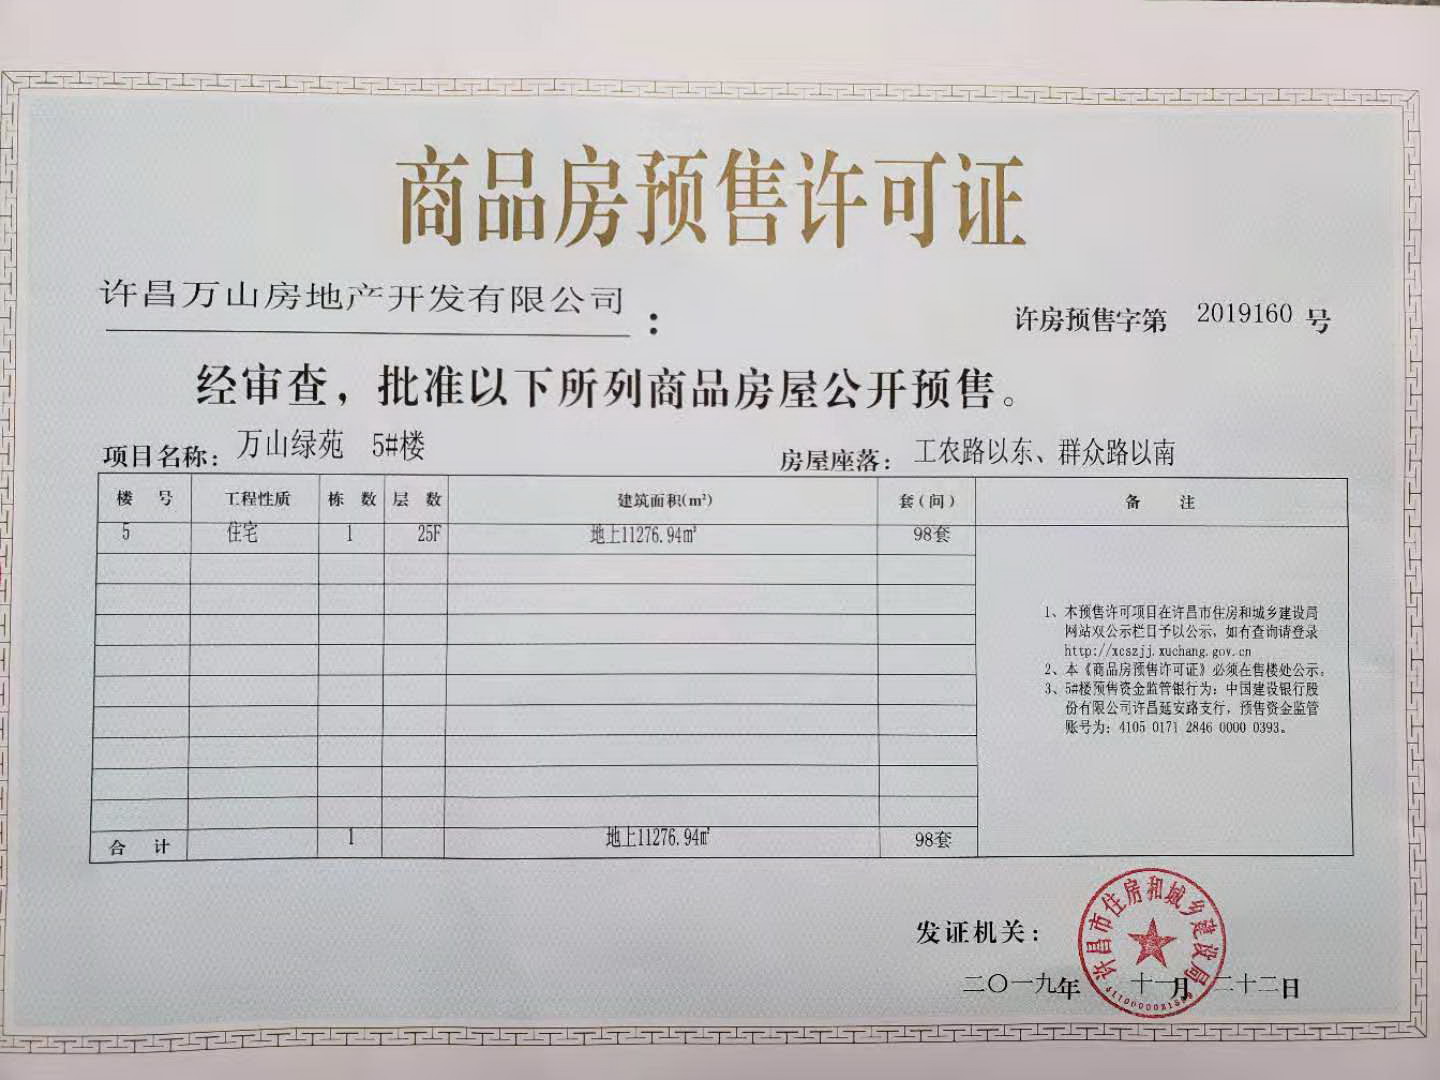 商品房预售许可证
许昌万山房地产开发有限公司：
许房预售字第 2019160 号
经审查，批准以下所列商品房屋公开预售。
项目名称： 万山绿苑 5#楼
房屋座落： 工农路以东、群众路以南
楼 号 工程性质 栋 数 层 数 建筑面积(m²) 套(间) 备 注
5 住宅 1 25F 地上11276.94㎡ 98套
1、本预售许可项目在许昌市住房和城乡建设局
网站双公示栏目予以公示，如有查询请登录
http://xcszjj.xuchang.gov.cn
2、本《商品房预售许可证》必须在售楼处公示。
3、5#楼预售资金监管银行为：中国建设银行股
份有限公司许昌延安路支行，预售资金监管
账号为：4105 0171 2846 0000 0393。
合 计 1 地上11276.94㎡ 98套
发证机关：
许昌市住房和城乡建设局
二〇一九年 十一月 二十二日